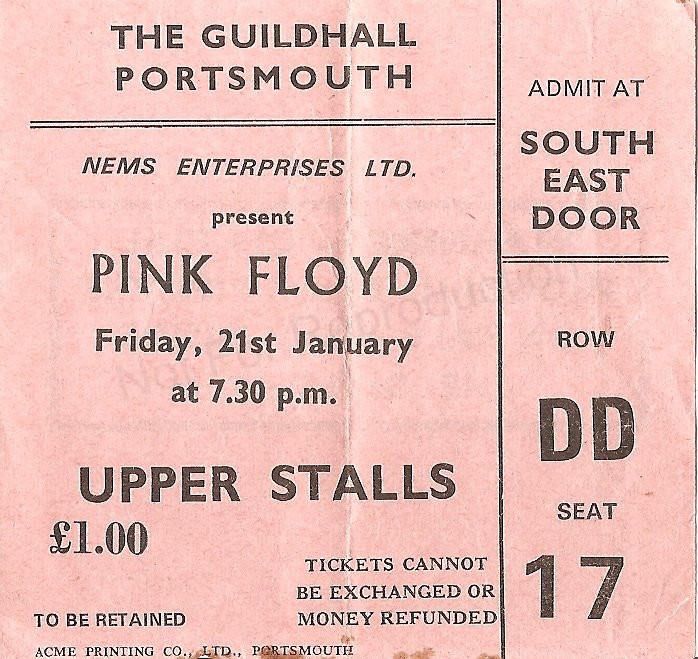 THE GUILDHALL
PORTSMOUTH
NEMS ENTERPRISES LTD.
present
PINK FLOYD
Friday, 21st January
at 7.30 p.m.
UPPER STALLS
£1.00
TICKETS CANNOT
BE EXCHANGED OR
MONEY REFUNDED
TO BE RETAINED
ACME PRINTING CO., LTD., PORTSMOUTH
ADMIT AT
SOUTH
EAST
DOOR
ROW
DD
SEAT
17